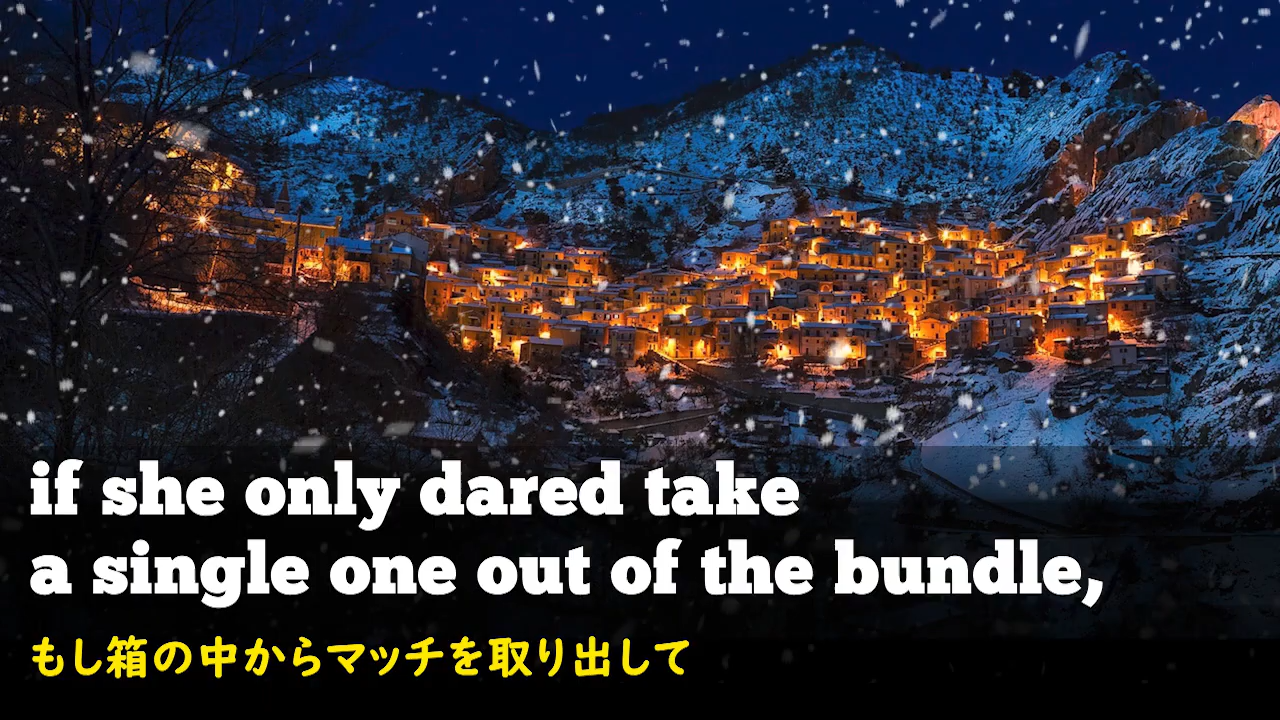 if she only dared take
a single one out of the bundle,
もし箱の中からマッチを取り出して